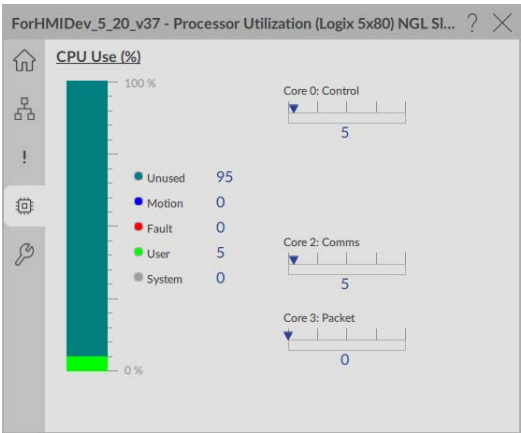 ForHMIDev_5_20_v37 - Processor Utilization (Logix 5x80) NGL Sl... ?
CPU Use (%)
100 %
Unused 95
Motion 0
Fault 0
User 5
System 0
0 %
Core 0: Control
5
Core 2: Comms
5
Core 3: Packet
0
!